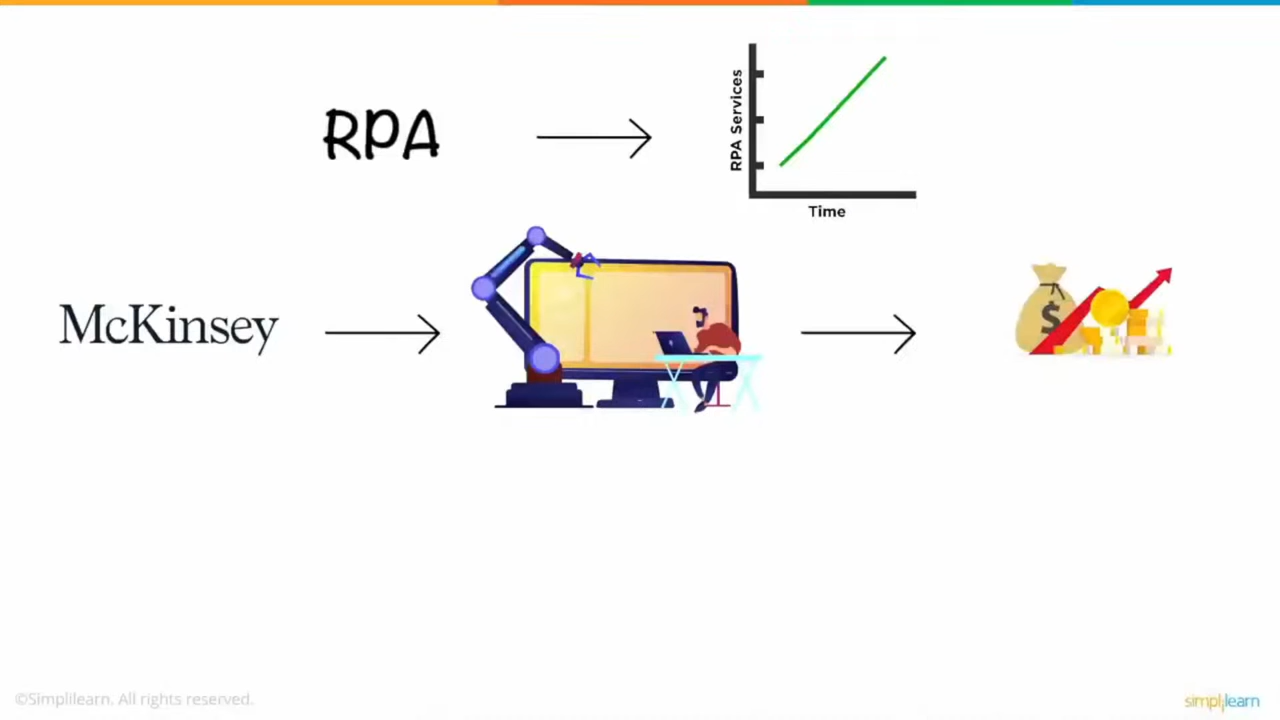 RPA
RPA Services
Time
McKinsey
$
©Simplilearn. All rights reserved.
simplilearn